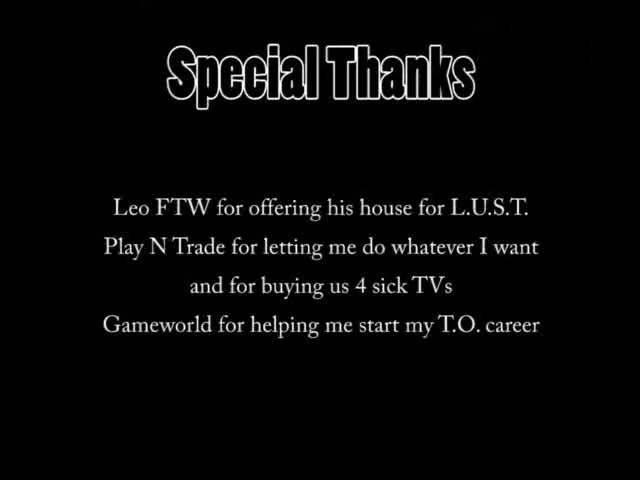 Special Thanks
Leo FTW for offering his house for L.U.S.T.
Play N Trade for letting me do whatever I want
and for buying us 4 sick TVs
Gameworld for helping me start my T.O. career